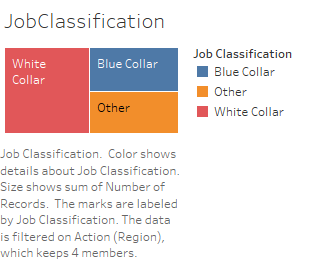 JobClassification
White
Collar
Blue Collar
Other
Job Classification
Blue Collar
Other
White Collar
Job Classification.  Color shows
details about Job Classification.
Size shows sum of Number of
Records.  The marks are labeled
by Job Classification. The data
is filtered on Action (Region),
which keeps 4 members.